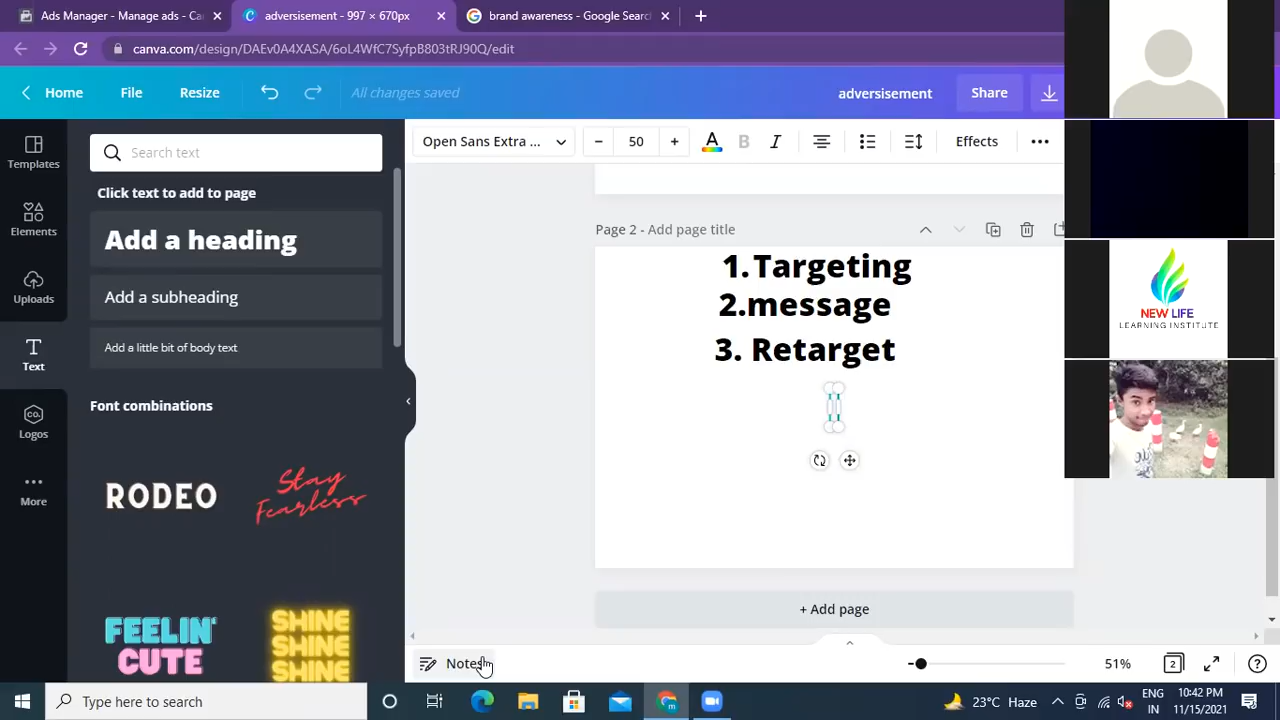 Ads Manager - Manage ads - Ca
adversisement - 997 × 670px
brand awareness - Google Searc
canva.com/design/DAEv0A4XASA/6oL4WfC7SyfpB803tRJ90Q/edit
Home
File
Resize
All changes saved
adversisement
Share
Templates
Elements
Uploads
Text
Logos
More
Search text
Click text to add to page
Add a heading
Add a subheading
Add a little bit of body text
Font combinations
RODEO
Stay
Fearless
FEELIN'
CUTE
SHINE
SHINE
SHINE
Open Sans Extra ...
50
A
B
I
Effects
Page 2 - Add page title
1. Targeting
2.message
3. Retarget
+ Add page
Notes
51%
2
NEW LIFE
LEARNING INSTITUTE
Type here to search
23°C Haze
ENG
IN
10:42 PM
11/15/2021